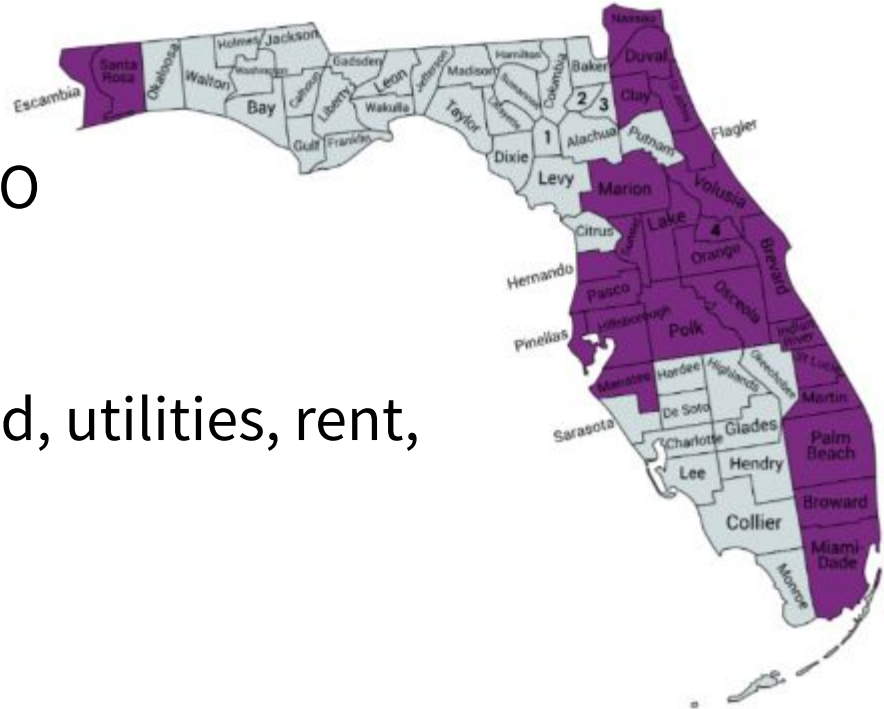 o
d, utilities, rent,
Nassau
Duval
Clay
St Johns
Flagler
Putnam
Baker
Columbia
Hamilton
Madison
Jefferson
Suwannee
Lafayette
Taylor
Dixie
Levy
Alachua
1
2
3
4
Escambia
Santa
Rosa
Okaloosa
Walton
Holmes
Jackson
Washington
Bay
Calhoun
Gulf
Liberty
Franklin
Gadsden
Leon
Wakulla
Marion
Volusia
Lake
Citrus
Sumter
Orange
Brevard
Hernando
Pasco
Pinellas
Hillsborough
Polk
Osceola
Indian
River
Manatee
Hardee
Highlands
Okeechobee
St Lucie
Martin
Sarasota
De Soto
Charlotte
Glades
Palm
Beach
Lee
Hendry
Broward
Collier
Miami-
Dade
Monroe